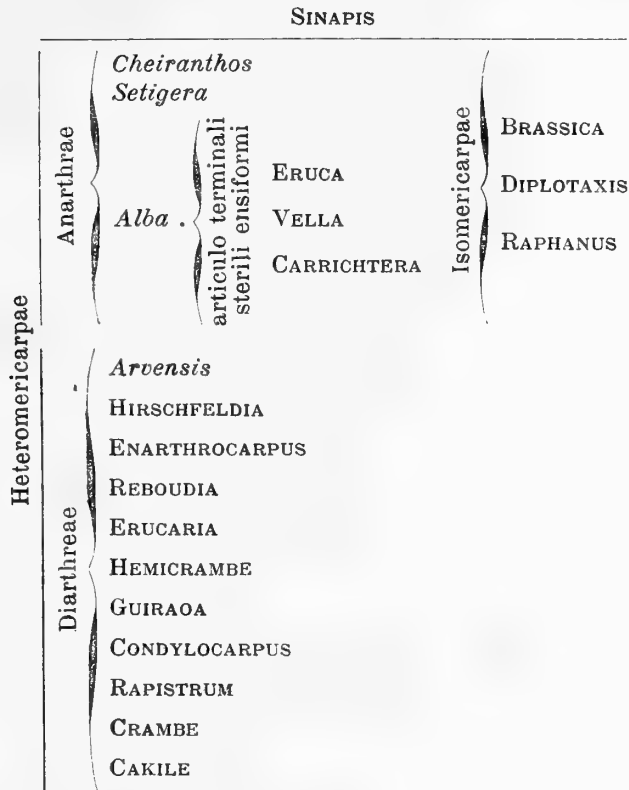 SINAPIS
Heteromericarpae
Anarthrae
Cheiranthos
Setigera
Alba .
articulo terminali
sterili ensiformi
ERUCA
VELLA
CARRICHTERA
Isomericarpae
BRASSICA
DIPLOTAXIS
RAPHANUS
Diarthreae
Arvensis
HIRSCHFELDIA
ENARTHROCARPUS
REBOUDIA
ERUCARIA
HEMICRAMBE
GUIRAOA
CONDYLOCARPUS
RAPISTRUM
CRAMBE
CAKILE